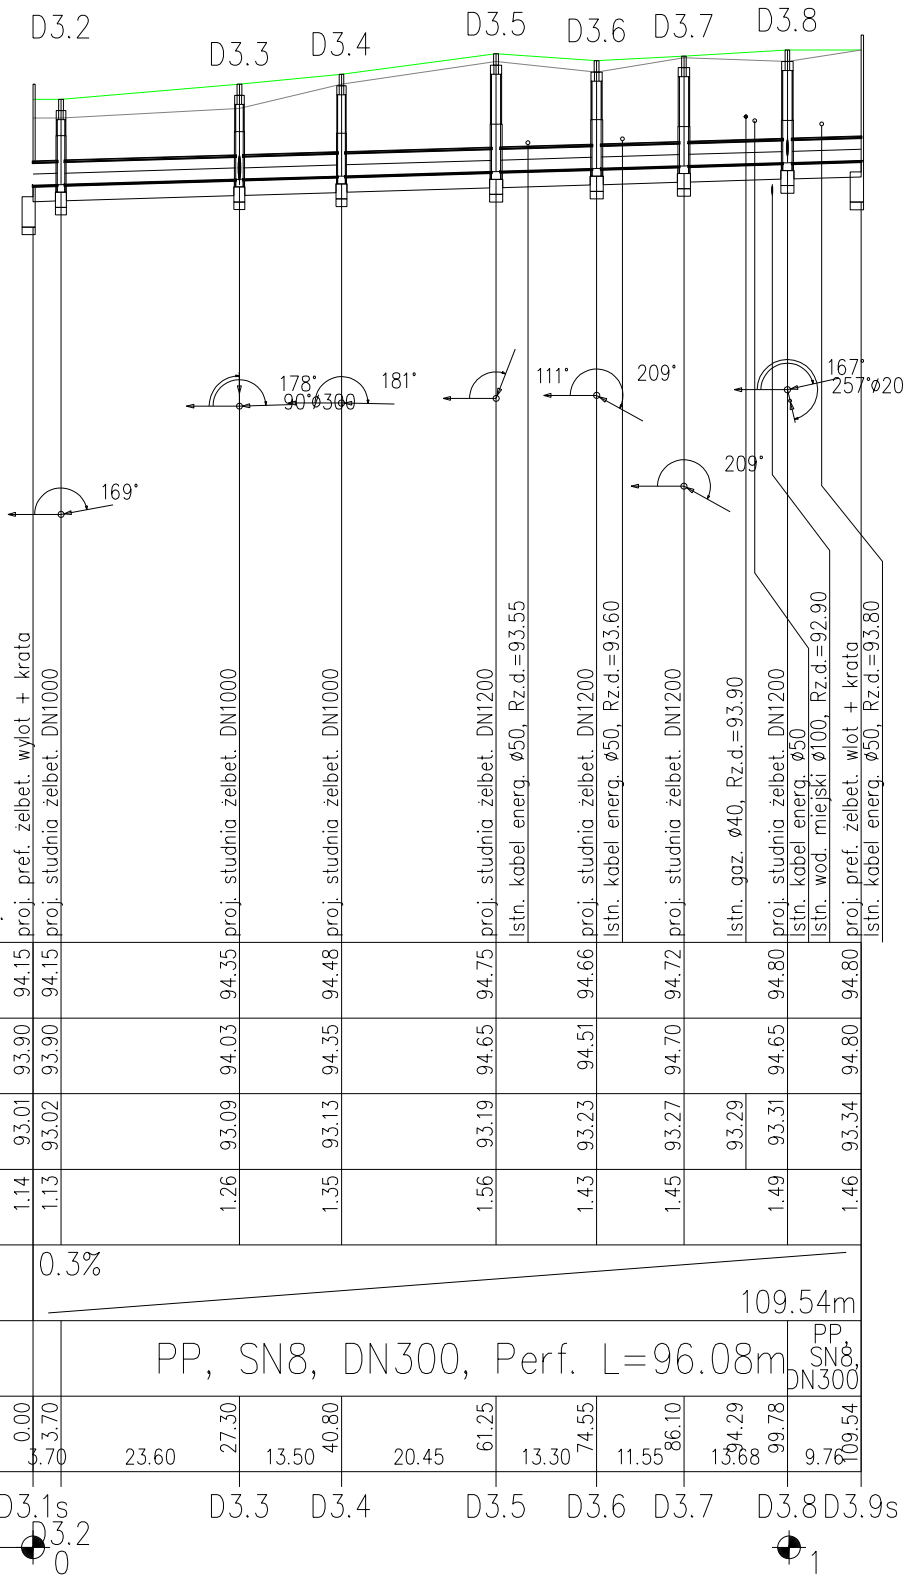 D3.2
D3.3
D3.4
D3.5
D3.6
D3.7
D3.8
169°
178°
90°ø300
181°
111°
209°
209°
167°
257°ø20
proj. pref. żelbet. wylot + krata
proj. studnia żelbet. DN1000
proj. studnia żelbet. DN1000
proj. studnia żelbet. DN1000
proj. studnia żelbet. DN1200
Istn. kabel energ. ø50, Rz.d.=93.55
proj. studnia żelbet. DN1200
Istn. kabel energ. ø50, Rz.d.=93.60
proj. studnia żelbet. DN1200
Istn. gaz. ø40, Rz.d.=93.90
proj. studnia żelbet. DN1200
Istn. kabel energ. ø50
Istn. wod. miejski ø100, Rz.d.=92.90
proj. pref. żelbet. wlot + krata
Istn. kabel energ. ø50, Rz.d.=93.80
94.15 94.15 94.35 94.48 94.75 94.66 94.72 94.80 94.80
93.90 93.90 94.03 94.35 94.65 94.51 94.70 94.65 94.80
93.01 93.02 93.09 93.13 93.19 93.23 93.27 93.29 93.31 93.34
1.14 1.13 1.26 1.35 1.56 1.43 1.45 1.49 1.46
0.3%
109.54m
PP, SN8, DN300, Perf. L=96.08m
PP,
SN8,
DN300
0.00 3.70 27.30 40.80 61.25 74.55 86.10 94.29 99.78 109.54
3.70 23.60 13.50 20.45 13.30 11.55 13.68 9.76
D3.1s D3.3 D3.4 D3.5 D3.6 D3.7 D3.8 D3.9s
D3.2
0 1